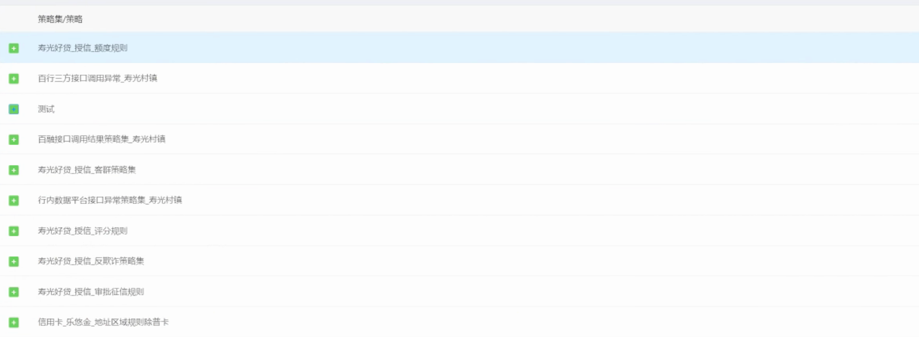 策略集/策略
寿光好贷_授信_额度规则
百行三方接口调用异常_寿光村镇
测试
百融接口调用结果策略集_寿光村镇
寿光好贷_授信_客群策略集
行内数据平台接口异常策略集_寿光村镇
寿光好贷_授信_评分规则
寿光好贷_授信_反欺诈策略集
寿光好贷_授信_审批征信规则
信用卡_乐悠金_地址区域规则除普卡